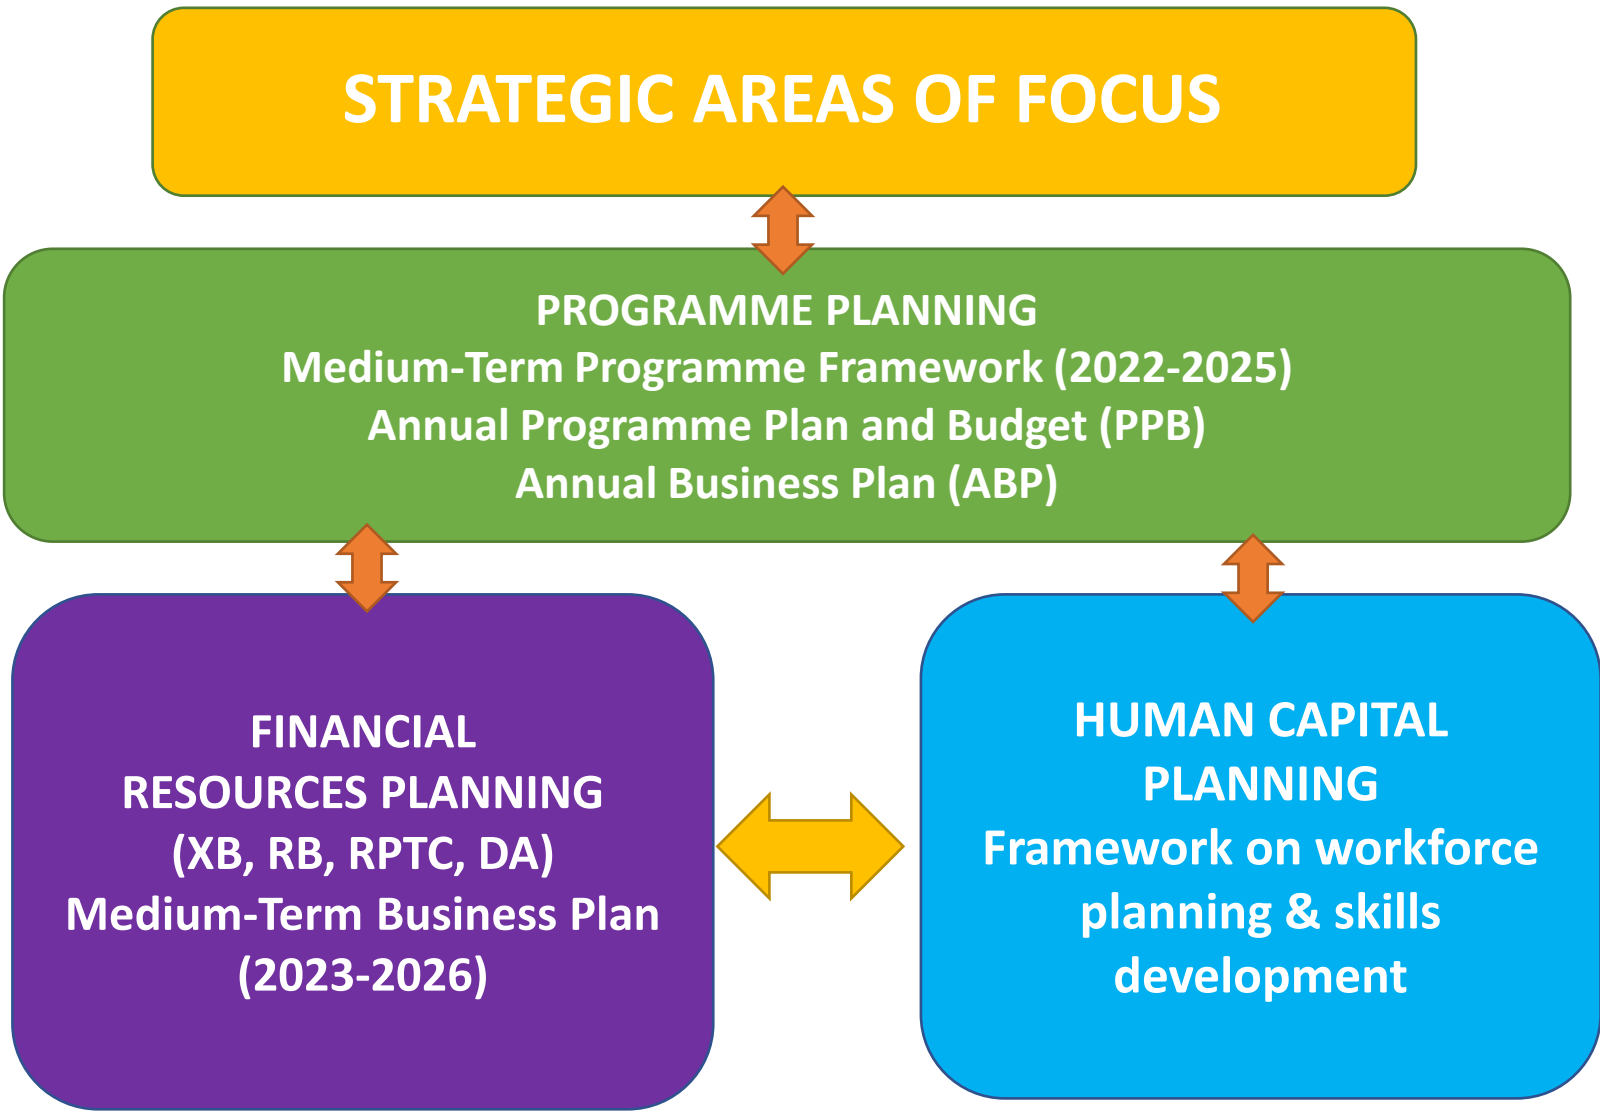 STRATEGIC AREAS OF FOCUS
PROGRAMME PLANNING
Medium-Term Programme Framework (2022-2025)
Annual Programme Plan and Budget (PPB)
Annual Business Plan (ABP)
FINANCIAL
RESOURCES PLANNING
(XB, RB, RPTC, DA)
Medium-Term Business Plan
(2023-2026)
HUMAN CAPITAL
PLANNING
Framework on workforce
planning & skills
development